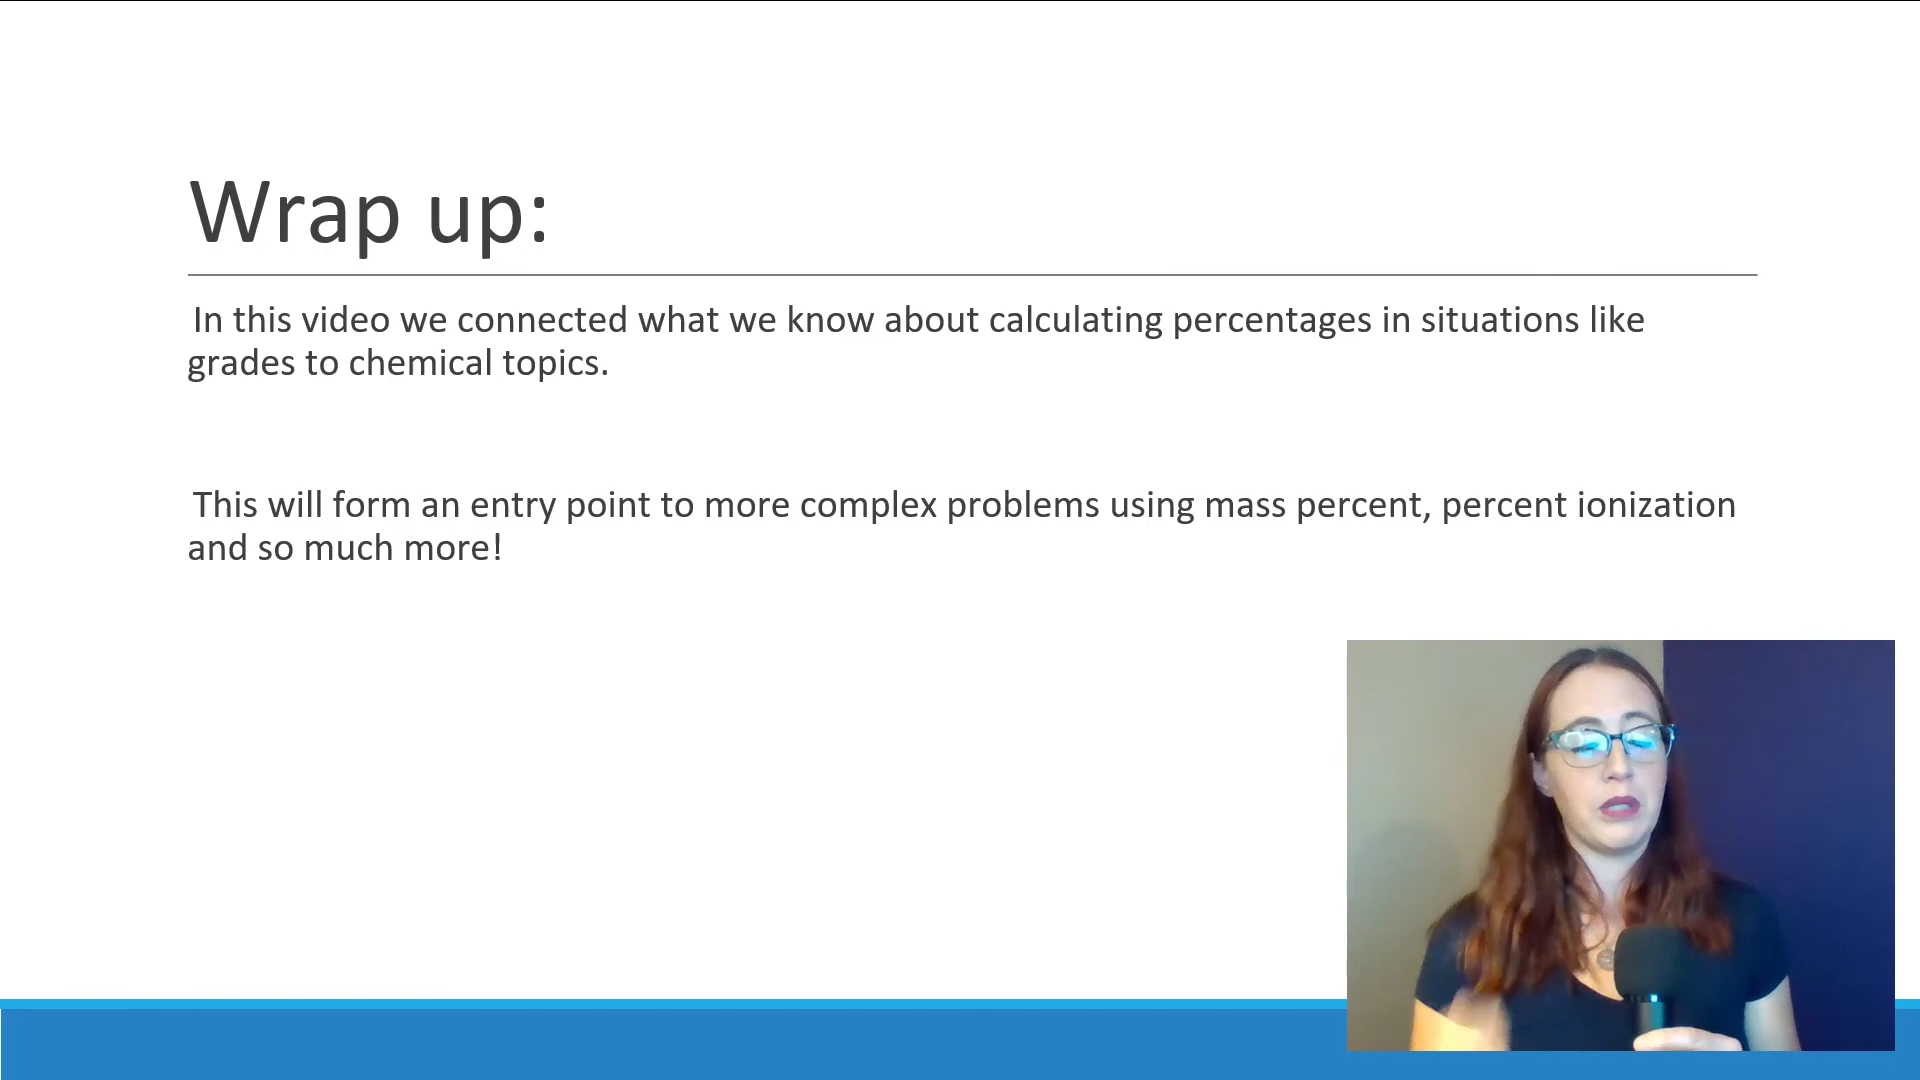 Wrap up:
In this video we connected what we know about calculating percentages in situations like
grades to chemical topics.
This will form an entry point to more complex problems using mass percent, percent ionization
and so much more!